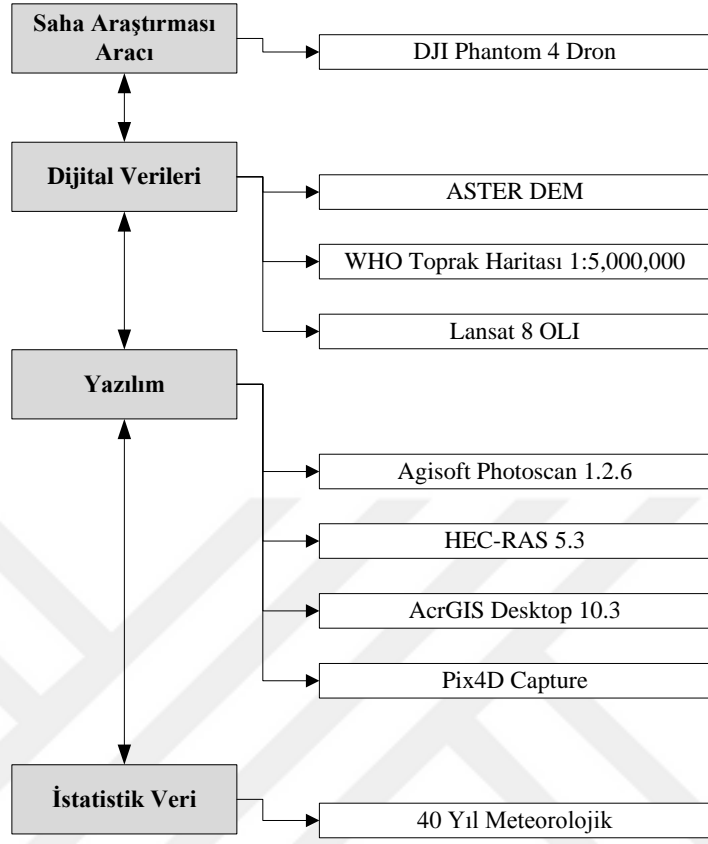 Saha Araştırması
Aracı
DJI Phantom 4 Dron
Dijital Verileri
ASTER DEM
WHO Toprak Haritası 1:5,000,000
Lansat 8 OLI
Yazılım
Agisoft Photoscan 1.2.6
HEC-RAS 5.3
AcrGIS Desktop 10.3
Pix4D Capture
İstatistik Veri
40 Yıl Meteorolojik